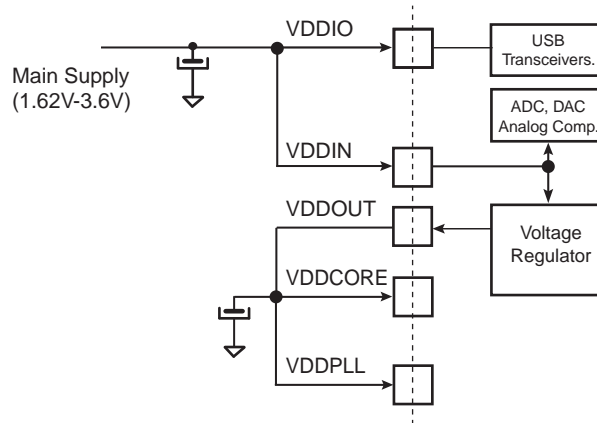 VDDIO
USB
Transceivers.
Main Supply
(1.62V-3.6V)
ADC, DAC
Analog Comp.
VDDIN
VDDOUT
Voltage
Regulator
VDDCORE
VDDPLL